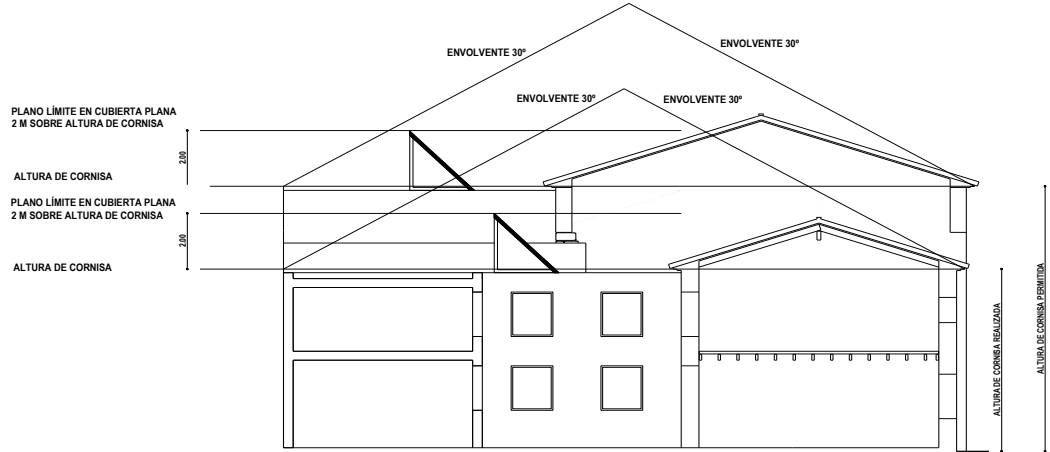 ENVOLVENTE 30º
ENVOLVENTE 30º
ENVOLVENTE 30º
ENVOLVENTE 30º
PLANO LÍMITE EN CUBIERTA PLANA
2 M SOBRE ALTURA DE CORNISA
2.00
ALTURA DE CORNISA
PLANO LÍMITE EN CUBIERTA PLANA
2 M SOBRE ALTURA DE CORNISA
2.00
ALTURA DE CORNISA
ALTURA DE CORNISA REALIZADA
ALTURA DE CORNISA PERMITIDA